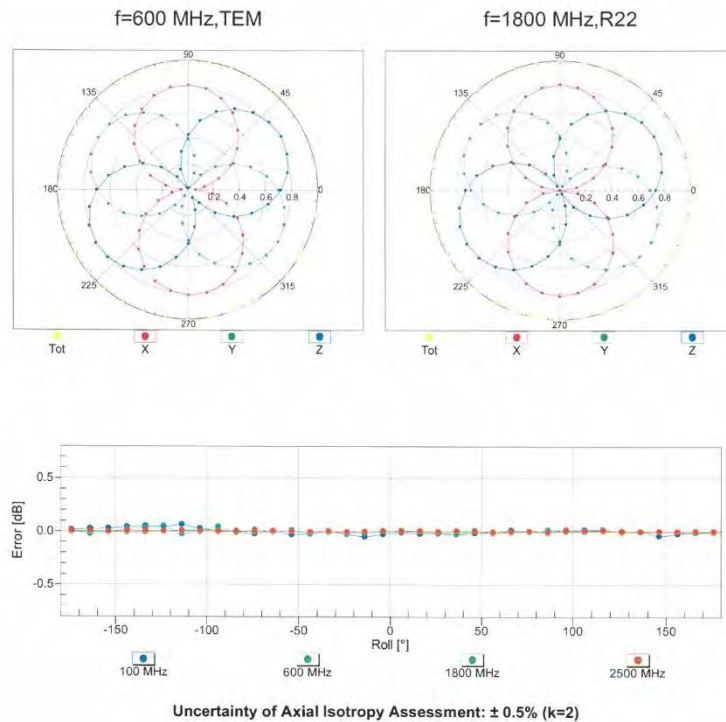 f=600 MHz,TEM
f=1800 MHz,R22
90
135
45
180
0.2 0.4 0.6 0.8
0
225
315
270
Tot X Y Z
90
135
45
180
0.2 0.4 0.6 0.8
0
225
315
270
Tot X Y Z
Error [dB]
0.5
0.0
-0.5
-150 -100 -50 0 50 100 150
Roll [°]
100 MHz 600 MHz 1800 MHz 2500 MHz
Uncertainty of Axial Isotropy Assessment: ± 0.5% (k=2)